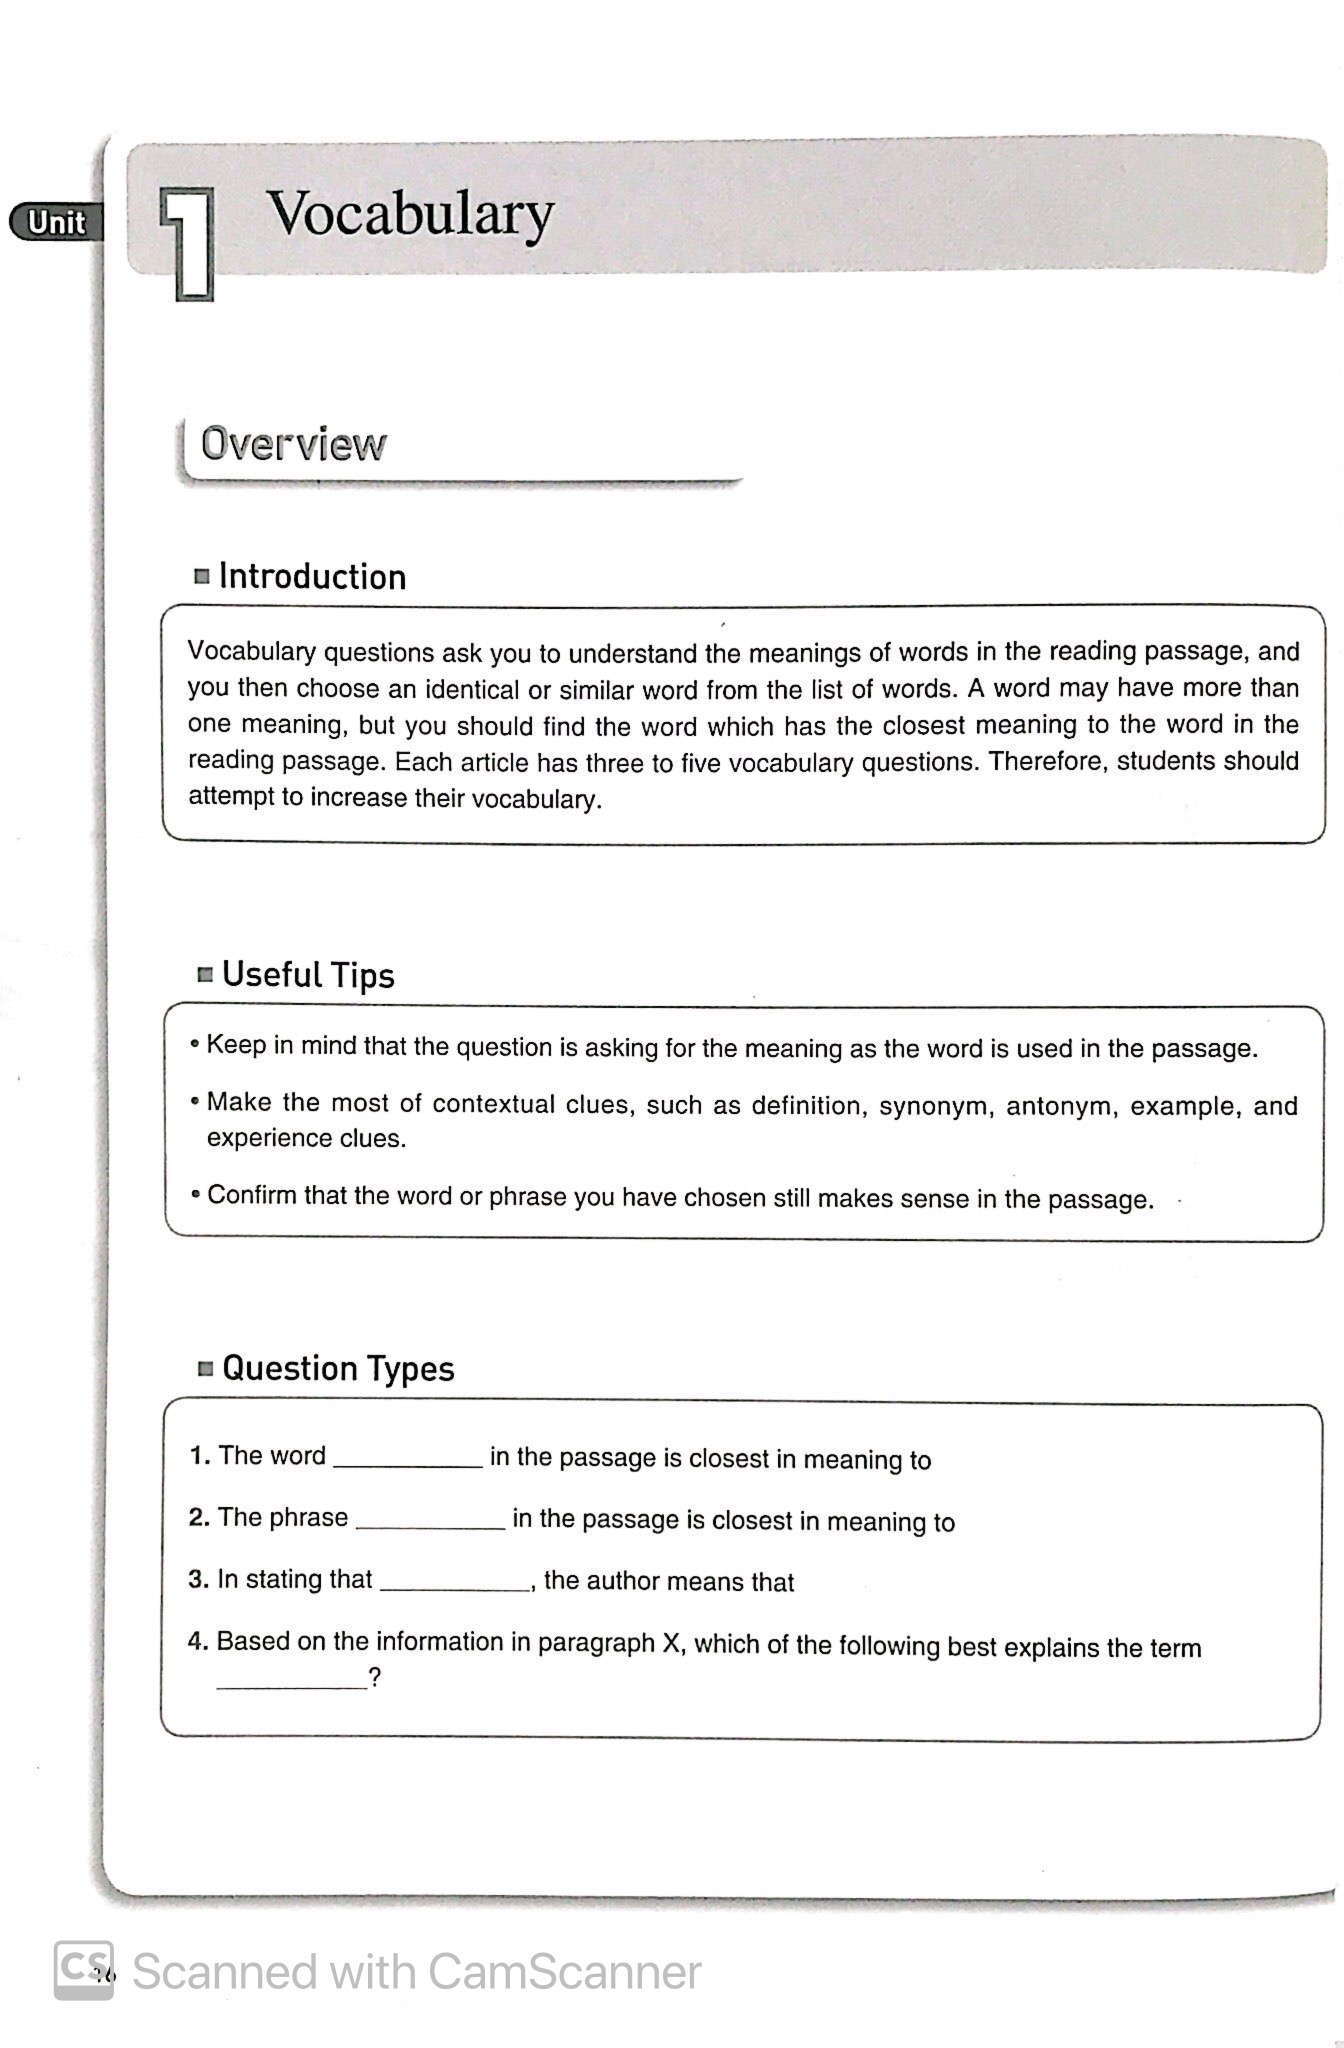 Unit
1
Vocabulary
Overview
Introduction
Vocabulary questions ask you to understand the meanings of words in the reading passage, and
you then choose an identical or similar word from the list of words. A word may have more than
one meaning, but you should find the word which has the closest meaning to the word in the
reading passage. Each article has three to five vocabulary questions. Therefore, students should
attempt to increase their vocabulary.
Useful Tips
• Keep in mind that the question is asking for the meaning as the word is used in the passage.
• Make the most of contextual clues, such as definition, synonym, antonym, example, and
experience clues.
• Confirm that the word or phrase you have chosen still makes sense in the passage.
Question Types
1. The word __________ in the passage is closest in meaning to
2. The phrase __________ in the passage is closest in meaning to
3. In stating that __________, the author means that
4. Based on the information in paragraph X, which of the following best explains the term
__________?
CS Scanned with CamScanner